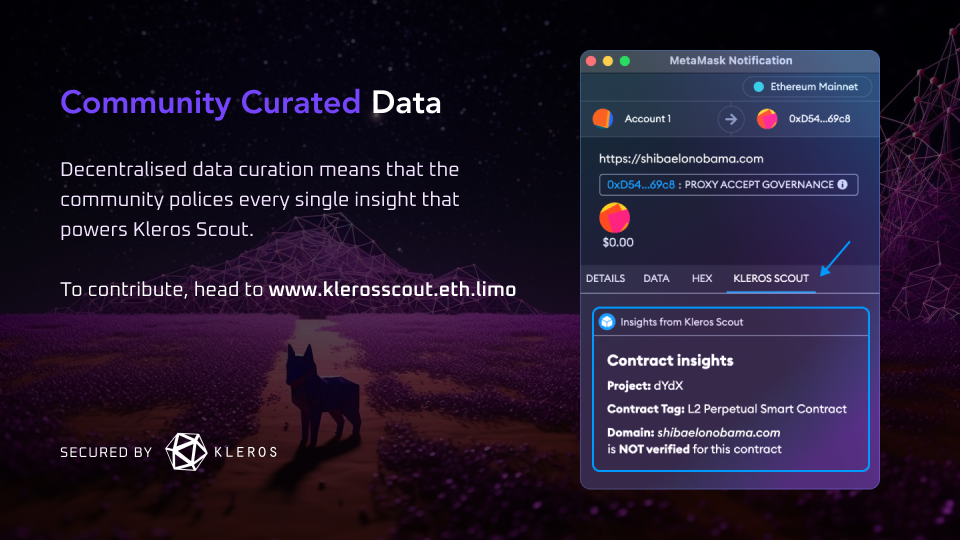 Community Curated Data
Decentralised data curation means that the
community polices every single insight that
powers Kleros Scout.
To contribute, head to www.klerosscout.eth.limo
SECURED BY KLEROS
MetaMask Notification
Ethereum Mainnet
Account 1 0xD54...69c8
https://shibaelonobama.com
0xD54...69c8 : PROXY ACCEPT GOVERNANCE
$0.00
DETAILS DATA HEX KLEROS SCOUT
Insights from Kleros Scout
Contract insights
Project: dYdX
Contract Tag: L2 Perpetual Smart Contract
Domain: shibaelonobama.com
is NOT verified for this contract